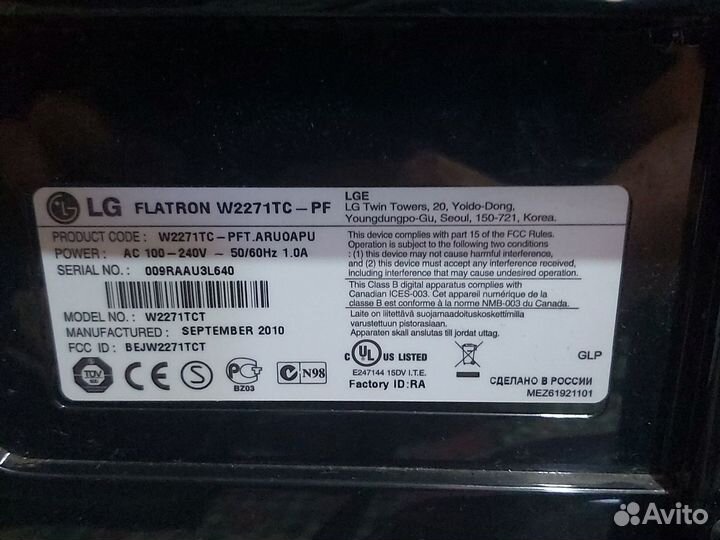 LG FLATRON W2271TC-PF
PRODUCT CODE : W2271TC-PFT.ARUOAPU
POWER: AC 100-240V ~ 50/60Hz 1.0A
SERIAL NO. : 009RAAU3L640
MODEL NO.: W2271TCT
MANUFACTURED : SEPTEMBER 2010
FCC ID : BEJW2271TCT
TÜV
CE
S
PG
BZ03
N98
LGE
LG Twin Towers, 20, Yoido-Dong,
Youngdungpo-Gu, Seoul, 150-721, Korea.
This device complies with part 15 of the FCC Rules.
Operation is subject to the following two conditions
: (1) this device may not cause harmful interference,
and (2) this device must accept any interference received,
including interference that may cause undesired operation.
This Class B digital apparatus complies with
Canadian ICES-003. Cet appareil numérique de la
classe B est conforme à la norme NMB-003 du Canada.
Laite on liitettävä suojamaadoituskoskettimilla
varustettuun pistorasiaan.
Apparaten skall anslutas till jordat uttag.
C UL US LISTED
E247144 15DV I.T.E.
Factory ID:RA
GLP
СДЕЛАНО В РОССИИ
MEZ61921101
Avito